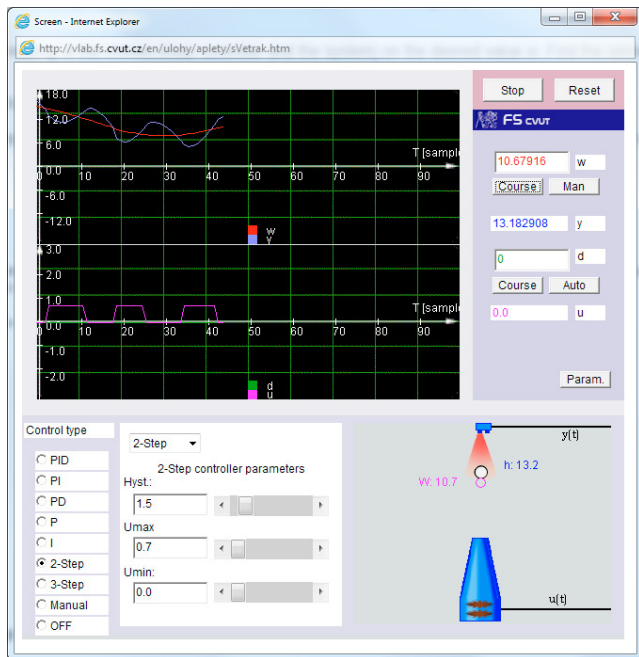 Screen - Internet Explorer
http://vlab.fs.cvut.cz/en/ulohy/aplety/sVetrak.htm
18.0
12.0
6.0
T [sample
0.0
0 10 20 30 40 50 60 70 80 90
-6.0
-12.0
w
y
3.0
2.0
1.0
T [sample
0.0
0 10 20 30 40 50 60 70 80 90
-1.0
-2.0
d
u
Stop Reset
FS CVUT
10.67916 w
Course Man
13.182908 y
0 d
Course Auto
0.0 u
Param.
Control type
PID
PI
PD
P
I
2-Step
3-Step
Manual
OFF
2-Step
2-Step controller parameters
Hyst.:
1.5
Umax
0.7
Umin:
0.0
y(t)
h: 13.2
W: 10.7
u(t)